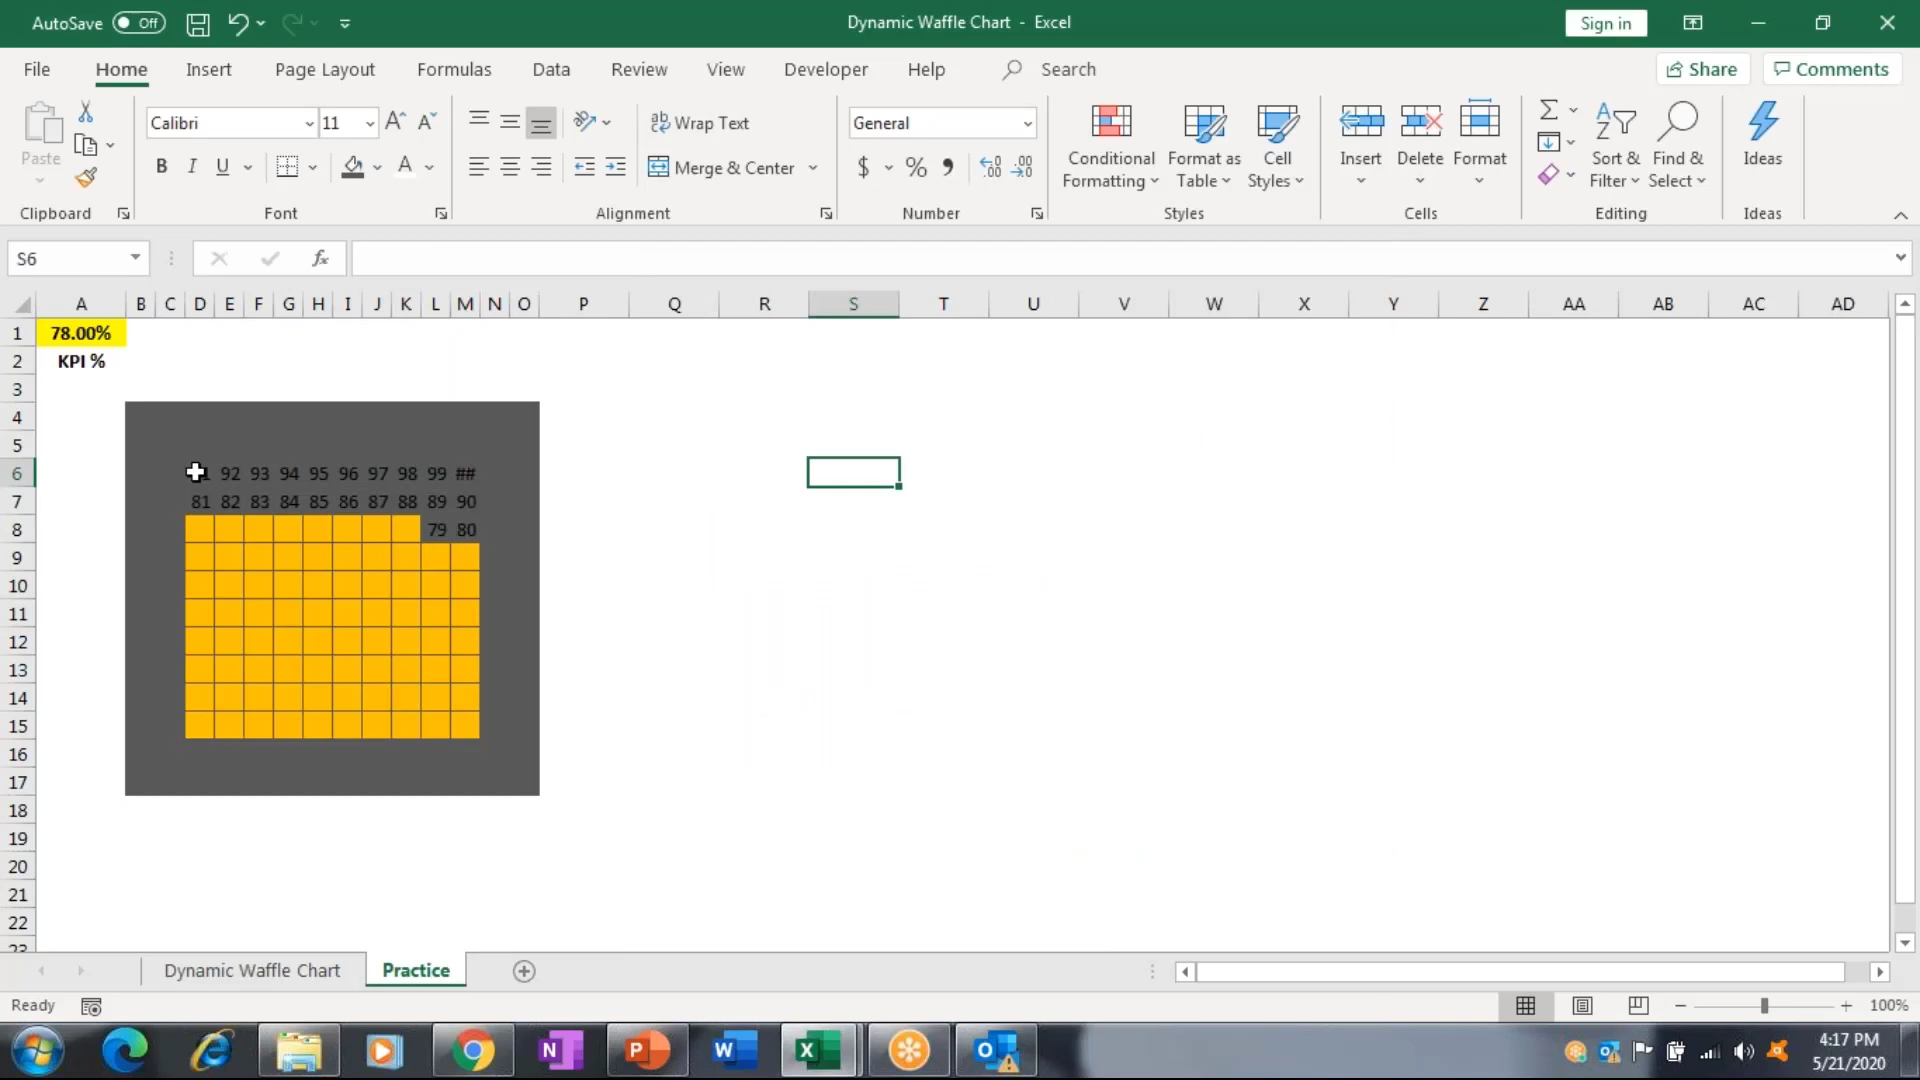 AutoSave Off Dynamic Waffle Chart - Excel Sign in
File Home Insert Page Layout Formulas Data Review View Developer Help Search Share Comments
Paste Calibri 11 Wrap Text General Conditional Formatting Format as Table Cell Styles Insert Delete Format Sort & Filter Find & Select Ideas
B I U A Merge & Center $ %
Clipboard Font Alignment Number Styles Cells Editing Ideas
S6 fx
A B C D E F G H I J K L M N O P Q R S T U V W X Y Z AA AB AC AD
1 78.00%
2 KPI %
3
4
5
6 92 93 94 95 96 97 98 99 ##
7 81 82 83 84 85 86 87 88 89 90
8 79 80
9
10
11
12
13
14
15
16
17
18
19
20
21
22
23
Dynamic Waffle Chart Practice
Ready 100%
4:17 PM
5/21/2020